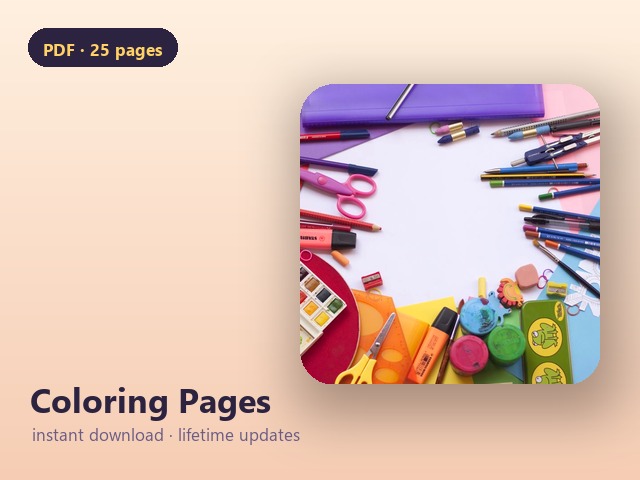 PDF · 25 pages
Coloring Pages
instant download · lifetime updates